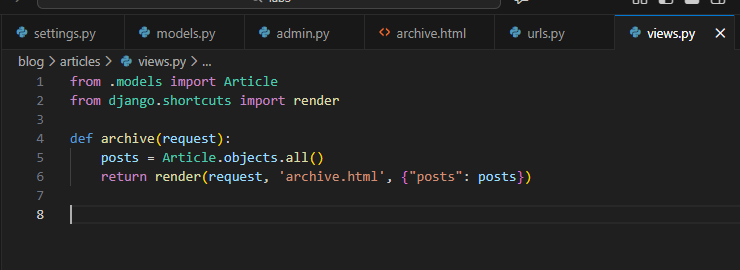 settings.py models.py admin.py archive.html urls.py views.py
blog > articles > views.py > ...
1 from .models import Article
2 from django.shortcuts import render
3
4 def archive(request):
5 posts = Article.objects.all()
6 return render(request, 'archive.html', {"posts": posts})
7
8